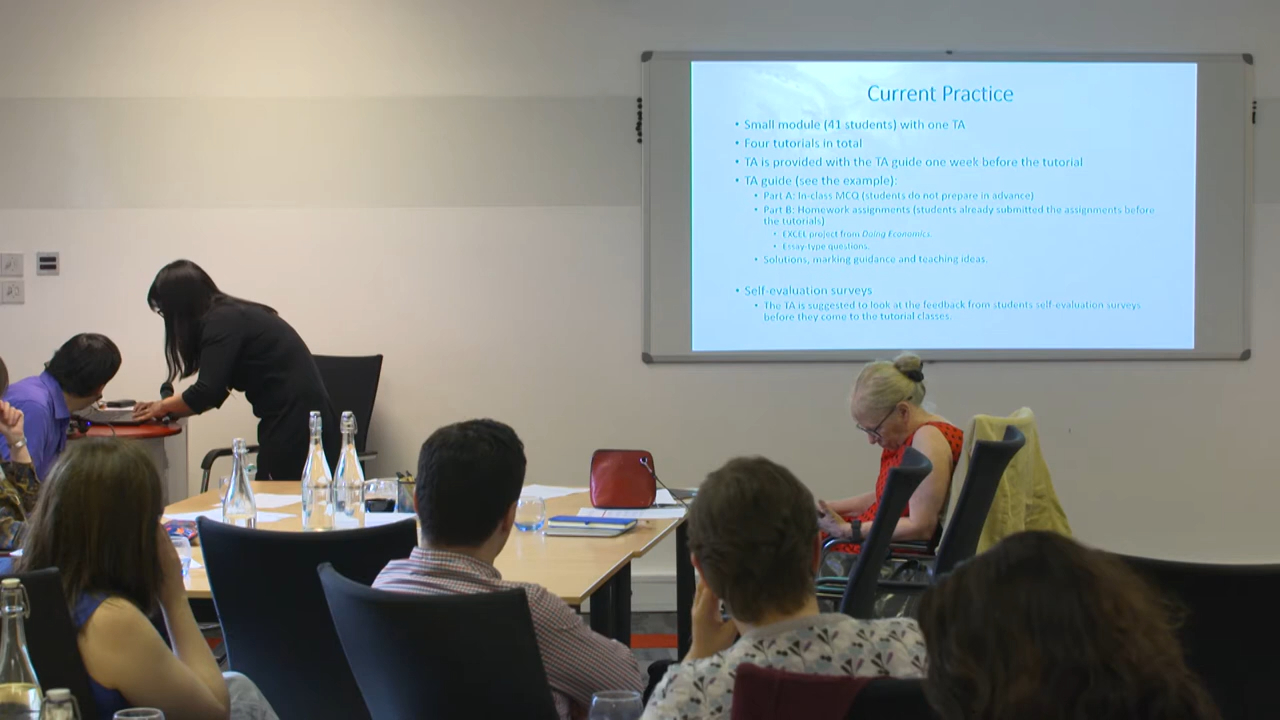 Current Practice
• Small module (41 students) with one TA
• Four tutorials in total
• TA is provided with the TA guide one week before the tutorial
• TA guide (see the example):
• Part A: In-class MCQ (students do not prepare in advance)
• Part B: Homework assignments (students already submitted the assignments before
the tutorials)
• EXCEL project from Doing Economics.
• Essay-type questions.
• Solutions, marking guidance and teaching ideas.
• Self-evaluation surveys
• The TA is suggested to look at the feedback from students self-evaluation surveys
before they come to the tutorial classes.